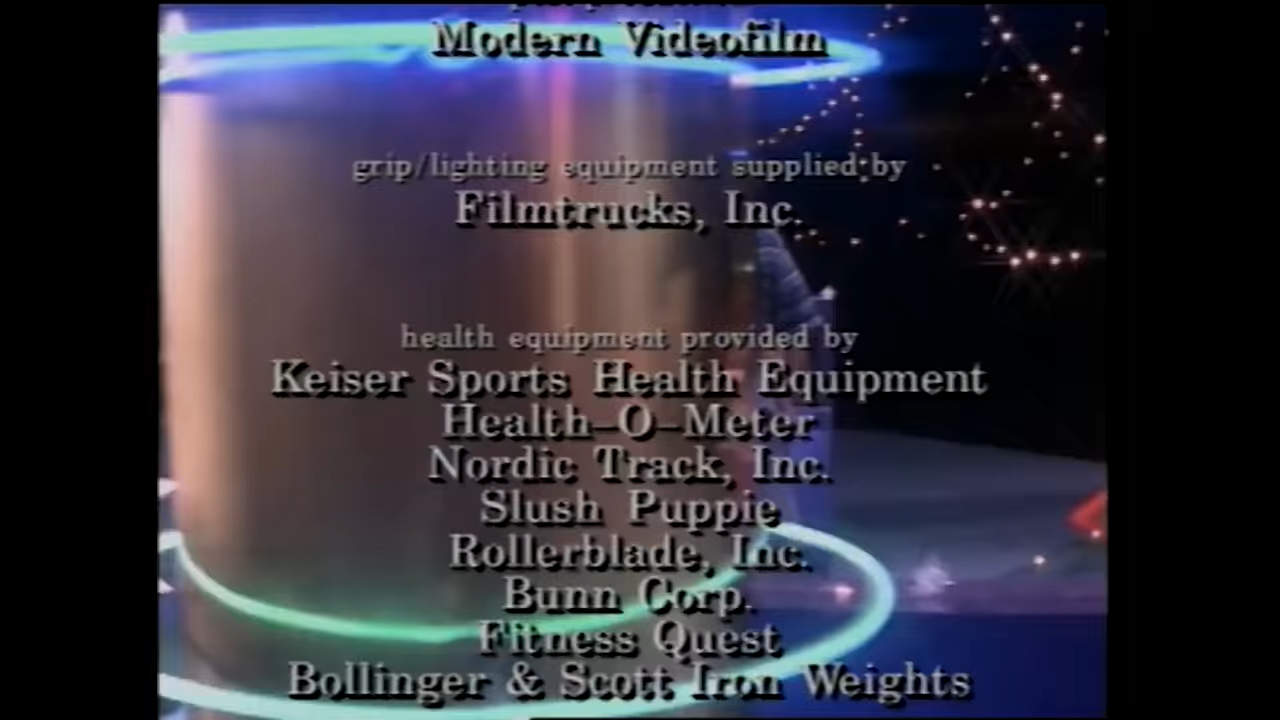 Modern Videofilm
grip/lighting equipment supplied by
Filmtrucks, Inc.
health equipment provided by
Keiser Sports Health Equipment
Health-O-Meter
Nordic Track, Inc.
Slush Puppie
Rollerblade, Inc.
Bunn Corp.
Fitness Quest
Bollinger & Scott Iron Weights